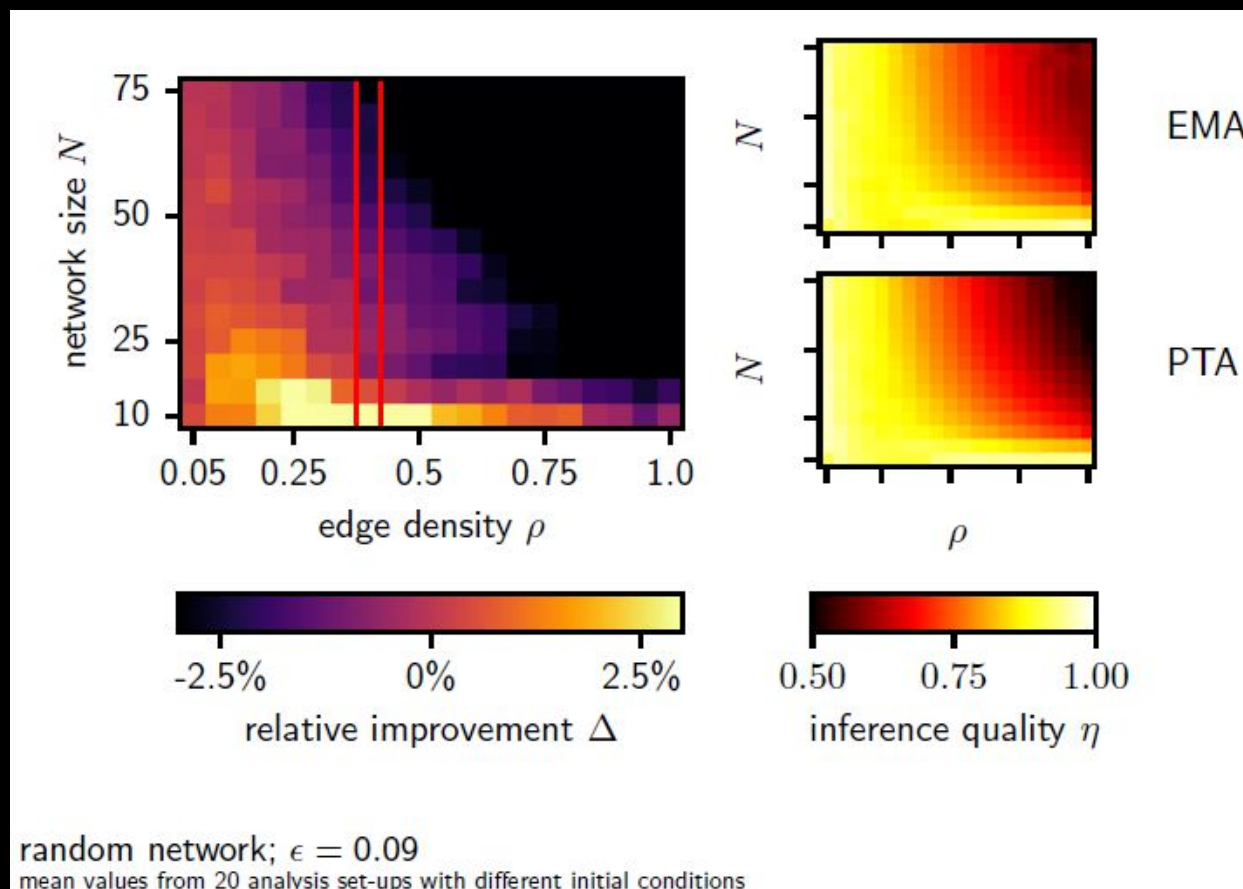 75
50
25
10
network size N
0.05 0.25 0.5 0.75 1.0
edge density ρ
-2.5% 0% 2.5%
relative improvement Δ
N
EMA
N
PTA
ρ
0.50 0.75 1.00
inference quality η
random network; ϵ = 0.09
mean values from 20 analysis set-ups with different initial conditions